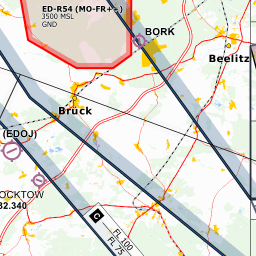 ED-R54 (MO-FR+-)
3500 MSL
GND
BORK
Beelitz
Brück
(EDOJ)
OCKTOW
32.340
C
FL 100
FL 75